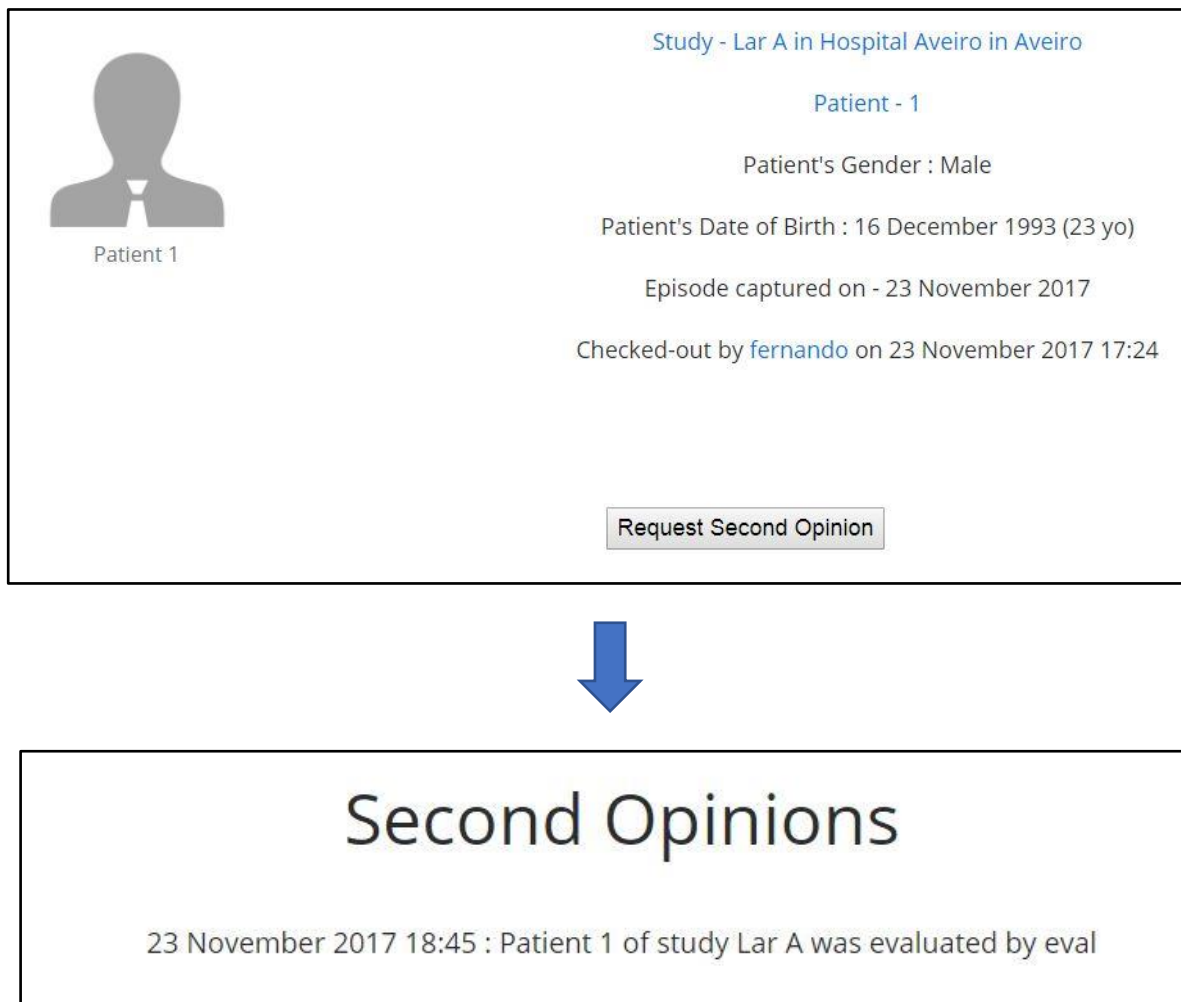 Study - Lar A in Hospital Aveiro in Aveiro
Patient - 1
Patient's Gender : Male
Patient's Date of Birth : 16 December 1993 (23 yo)
Patient 1
Episode captured on - 23 November 2017
Checked-out by fernando on 23 November 2017 17:24
Request Second Opinion
Second Opinions
23 November 2017 18:45 : Patient 1 of study Lar A was evaluated by eval